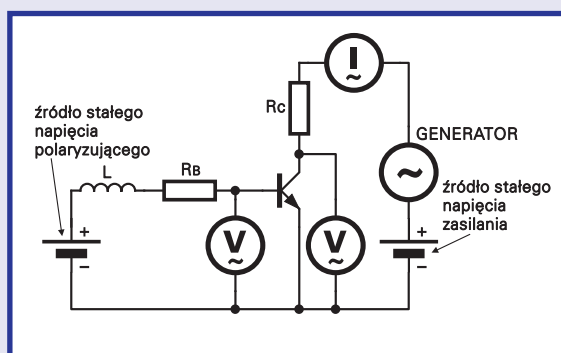 I
~
RC
źródło stałego
napięcia
polaryzującego
GENERATOR
~
L
RB
źródło stałego
napięcia
zasilania
+
−
V
~
V
~
+
−